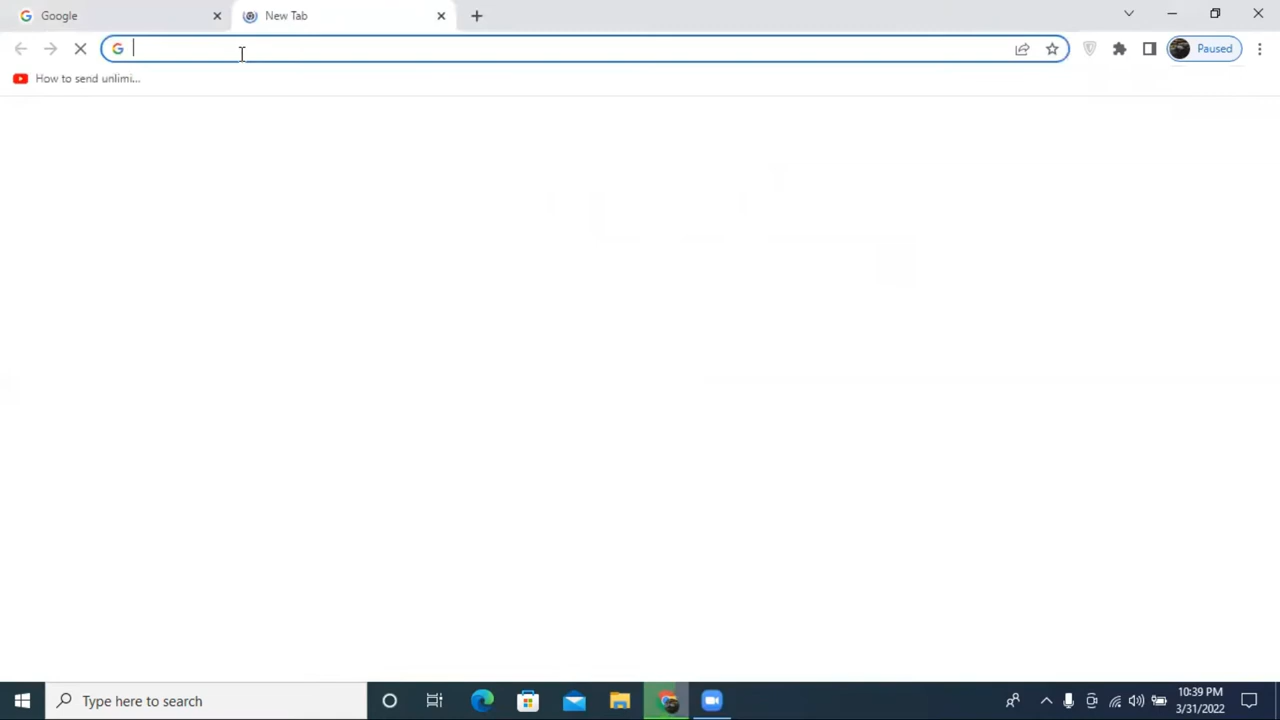 Google
New Tab
Paused
How to send unlimi...
Type here to search
10:39 PM
3/31/2022